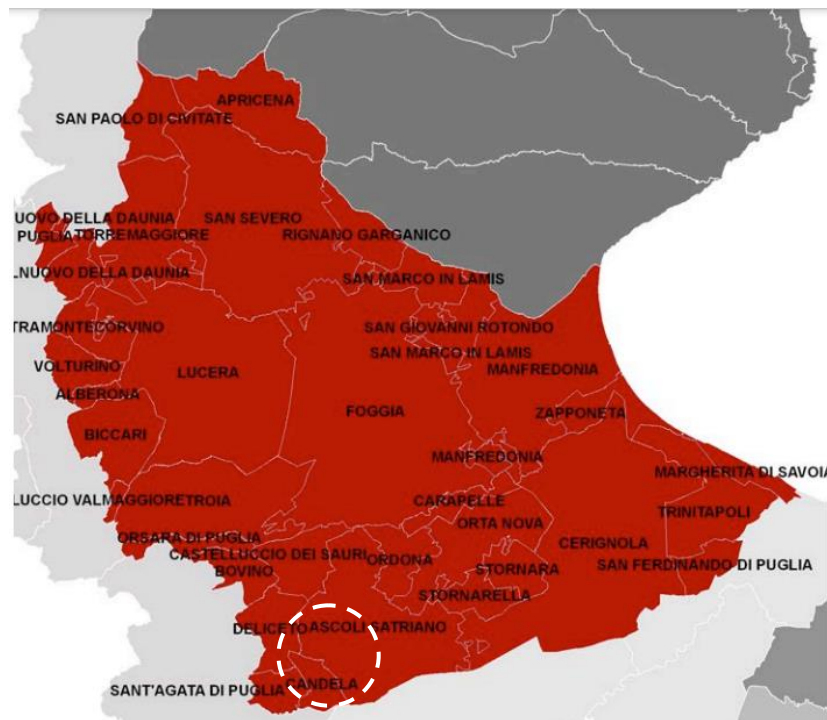 APRICENA
SAN PAOLO DI CIVITATE
UOVO DELLA DAUNIA
SAN SEVERO
PUGLIA
TORREMAGGIORE
RIGNANO GARGANICO
LNUOVO DELLA DAUNIA
SAN MARCO IN LAMIS
TRAMONTECORVINO
SAN GIOVANNI ROTONDO
SAN MARCO IN LAMIS
VOLTURINO
LUCERA
MANFREDONIA
ALBERONA
FOGGIA
ZAPPONETA
BICCARI
MANFREDONIA
MARGHERITA DI SAVOIA
LUCCIO VALMAGGIORE
TROIA
CARAPELLE
TRINITAPOLI
ORTA NOVA
ORSARA DI PUGLIA
CERIGNOLA
CASTELLUCCIO DEI SAURI
ORDONA
BOVINO
STORNARA
SAN FERDINANDO DI PUGLIA
STORNARELLA
DELICETO
ASCOLI SATRIANO
SANT'AGATA DI PUGLIA
CANDELA